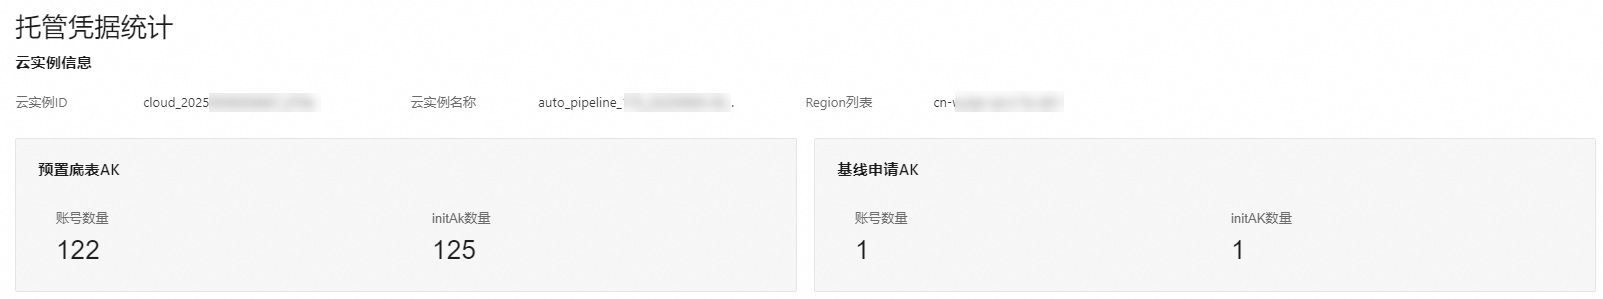 托管凭据统计
云实例信息
云实例ID cloud_2025 云实例名称 auto_pipeline_ Region列表 cn-
预置底表AK 基线申请AK
账号数量 initAk数量 账号数量 initAK数量
122 125 1 1